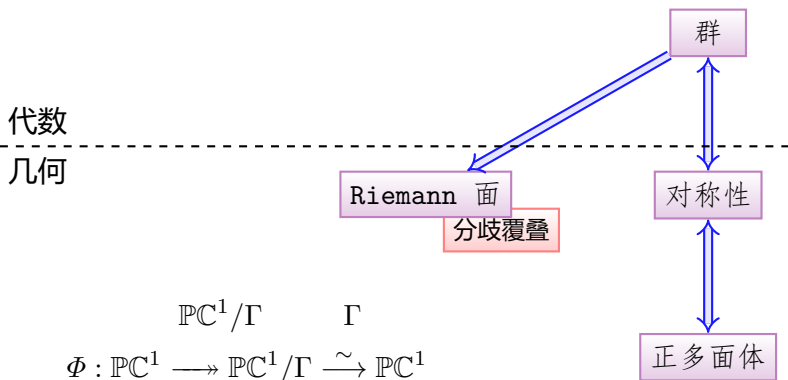 群
代数
几何
Riemann 面
对称性
分歧覆叠
ℙℂ¹/Γ Γ
正多面体
Φ : ℙℂ¹ ⟶⟶ ℙℂ¹/Γ ∼⟶ ℙℂ¹